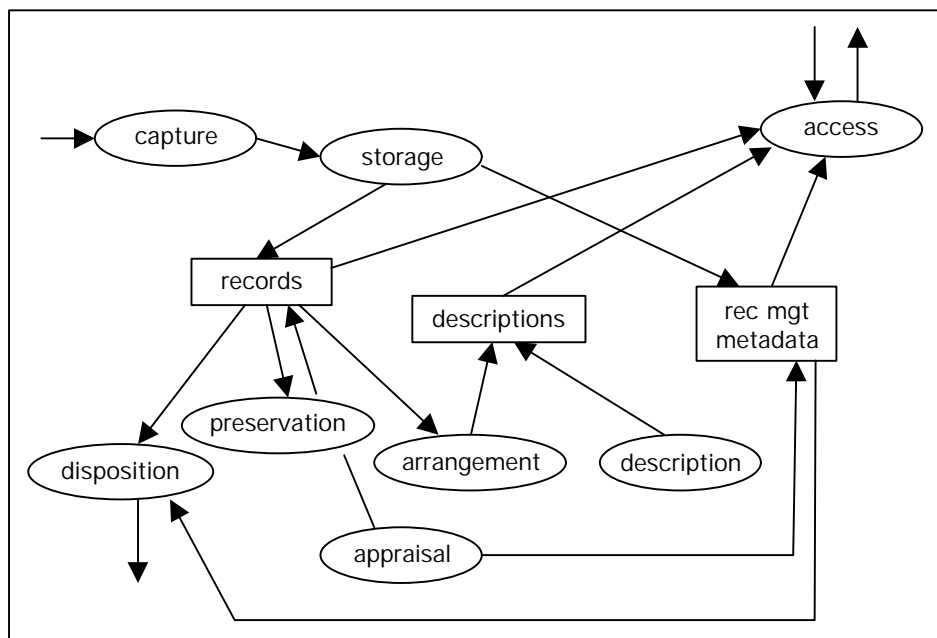 access
capture
storage
records
descriptions
rec mgt
metadata
preservation
disposition
arrangement
description
appraisal